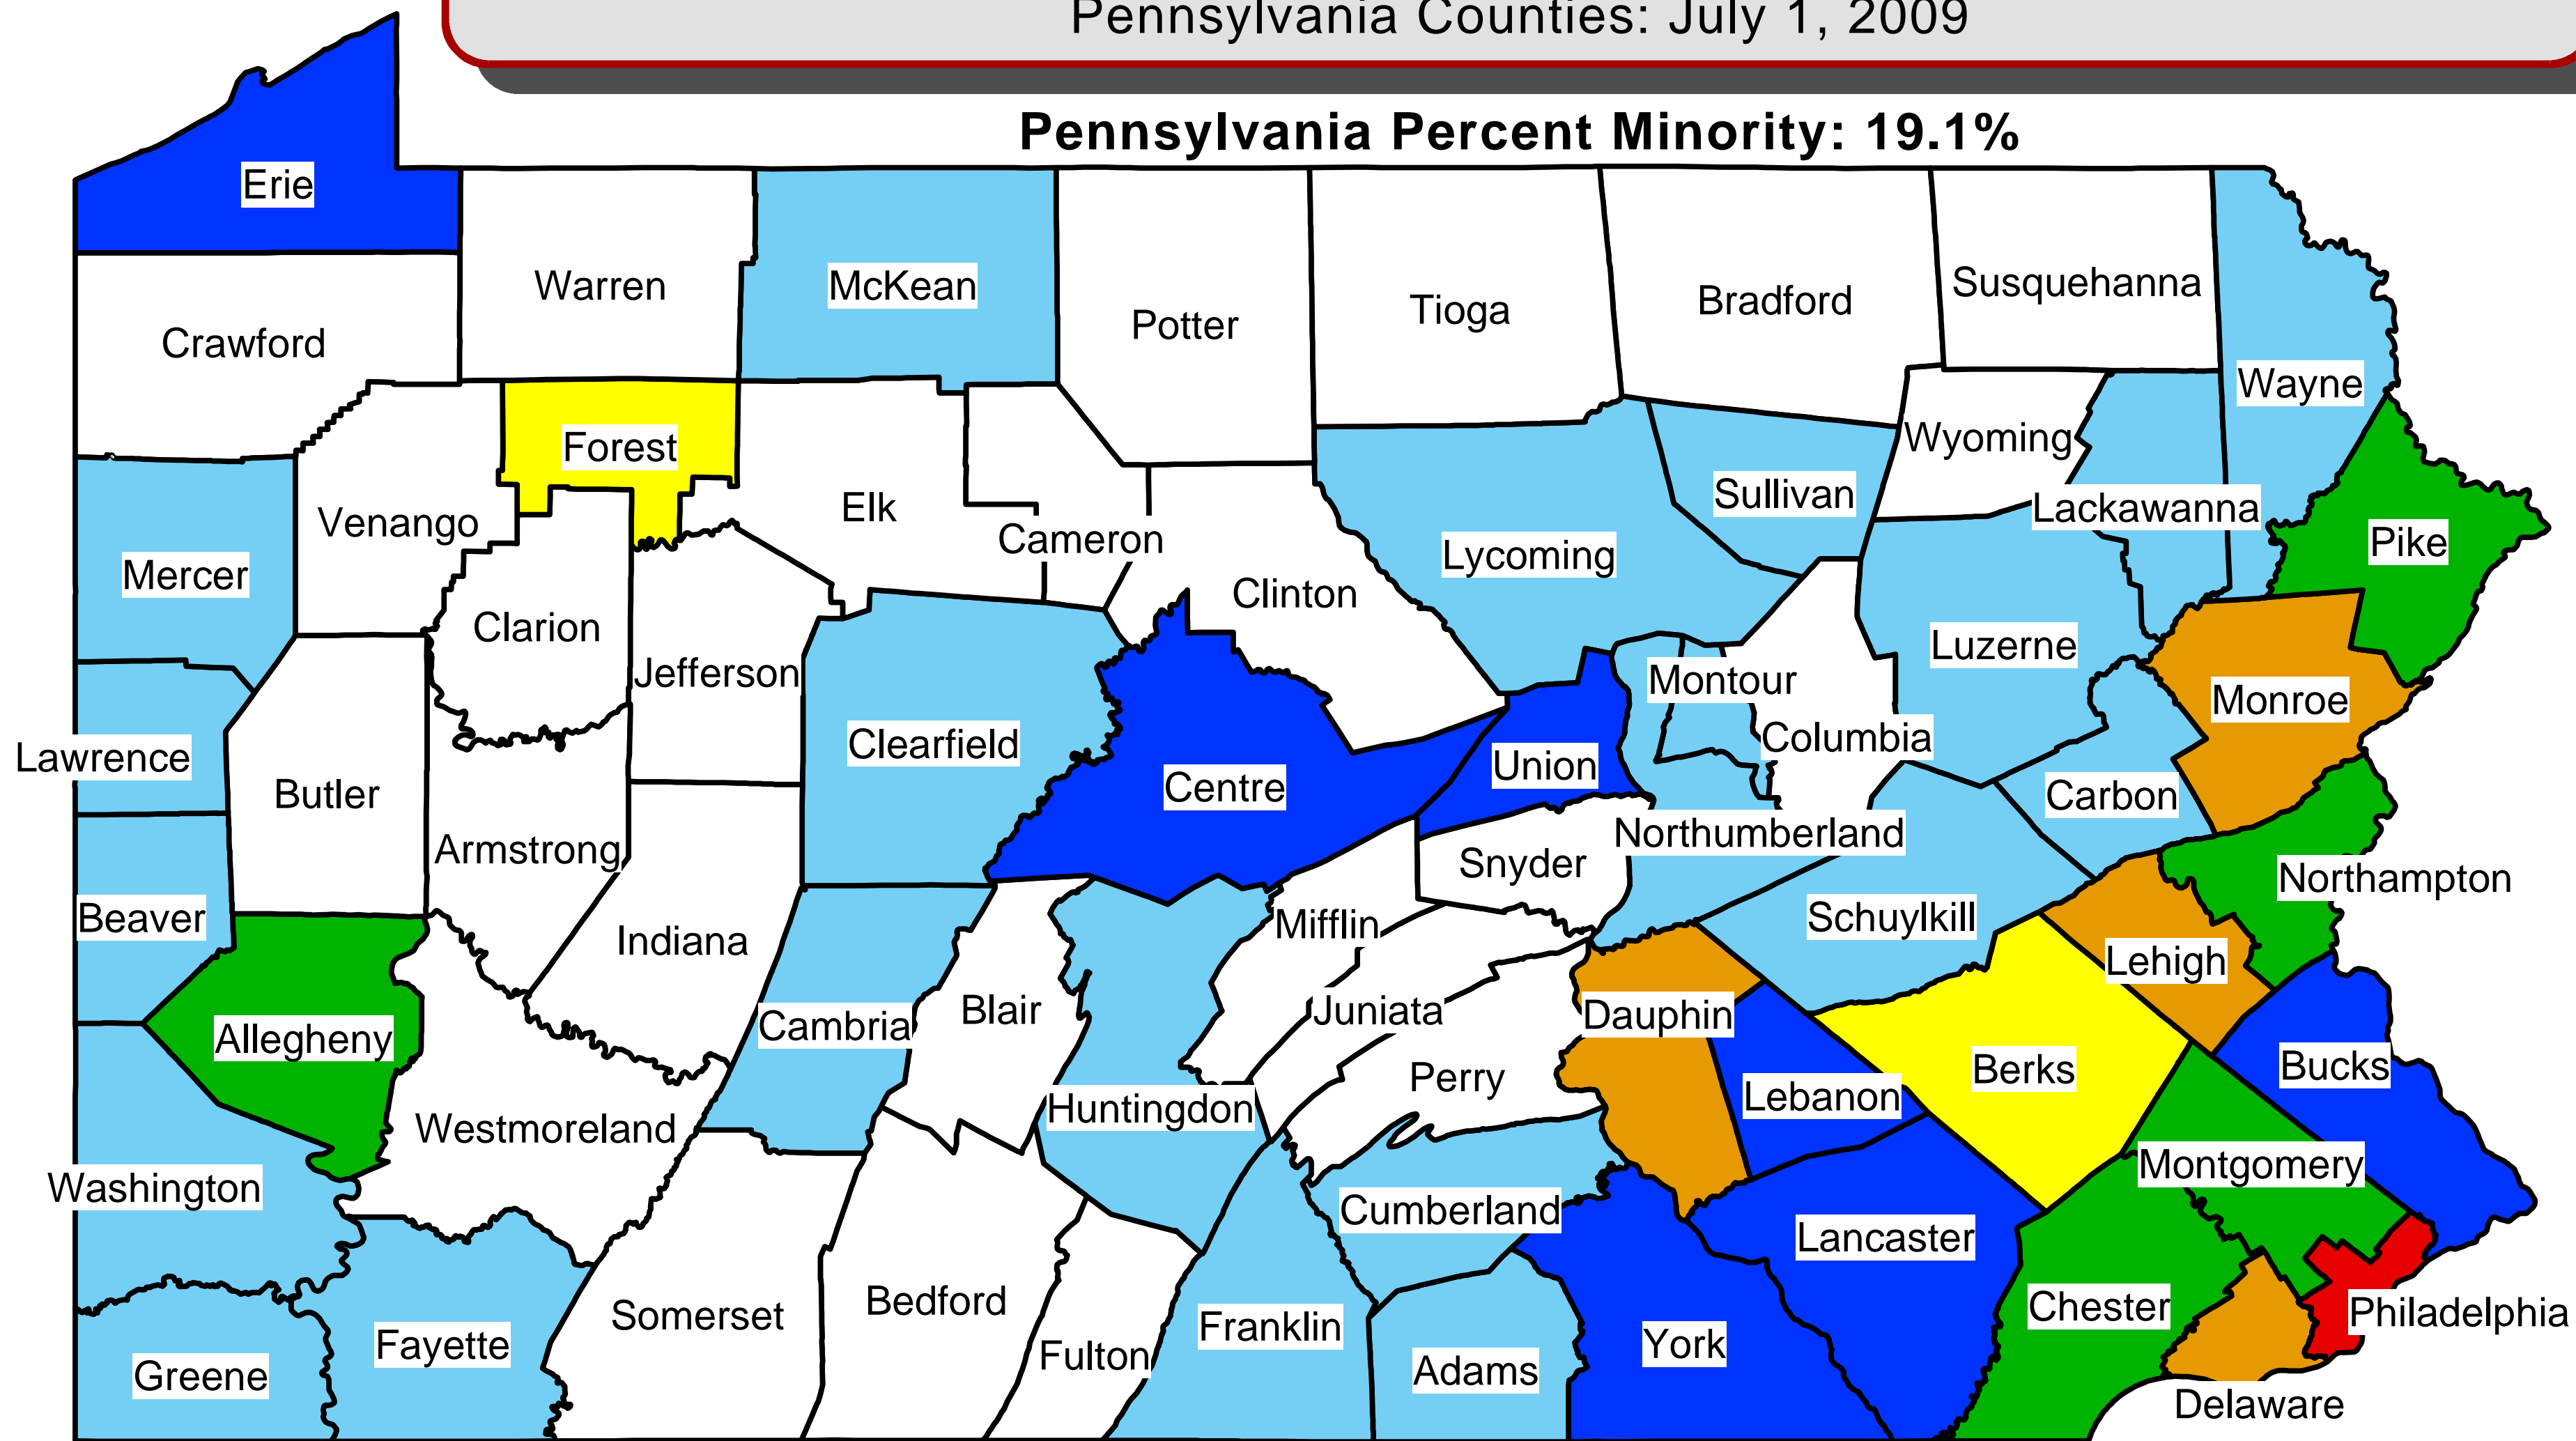 Pennsylvania Counties: July 1, 2009
Pennsylvania Percent Minority: 19.1%
Erie
Warren
McKean
Potter
Tioga
Bradford
Susquehanna
Crawford
Wayne
Forest
Wyoming
Venango
Elk
Cameron
Sullivan
Lackawanna
Mercer
Lycoming
Pike
Clarion
Clinton
Jefferson
Luzerne
Montour
Monroe
Lawrence
Clearfield
Columbia
Butler
Centre
Union
Carbon
Armstrong
Snyder
Northumberland
Northampton
Beaver
Indiana
Mifflin
Schuylkill
Lehigh
Allegheny
Cambria
Blair
Juniata
Dauphin
Berks
Bucks
Westmoreland
Huntingdon
Perry
Lebanon
Montgomery
Washington
Cumberland
Lancaster
Somerset
Bedford
Franklin
Chester
Philadelphia
Greene
Fayette
Fulton
Adams
York
Delaware